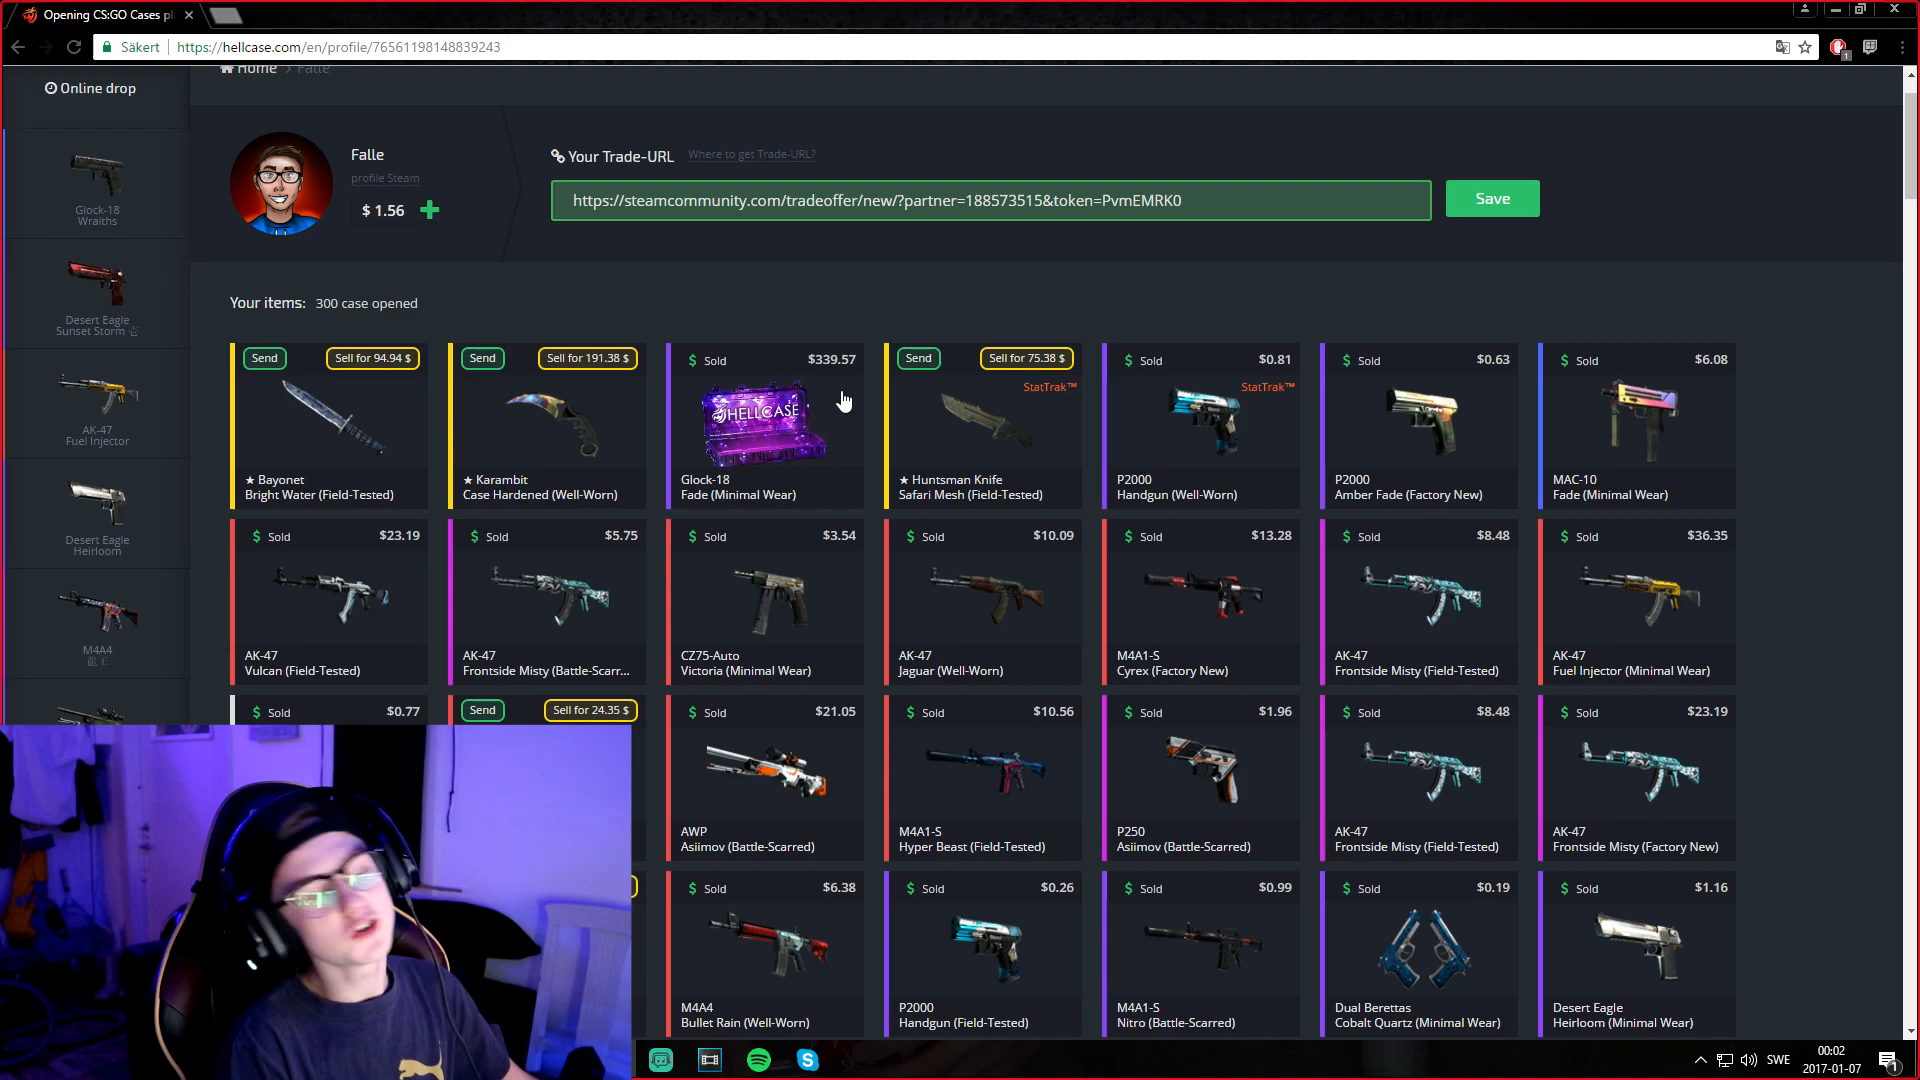 Opening CS:GO Cases pl
Säkert
https://hellcase.com/en/profile/76561198148839243
1
Home > Falle
Online drop
Glock-18
Wraiths
Desert Eagle
Sunset Storm 壱
AK-47
Fuel Injector
Desert Eagle
Heirloom
M4A4
龍王
Falle
profile Steam
$ 1.56
Your Trade-URL
Where to get Trade-URL?
https://steamcommunity.com/tradeoffer/new/?partner=188573515&token=PvmEMRK0
Save
Your items: 300 case opened
Send Sell for 94.94 $
★ Bayonet
Bright Water (Field-Tested)
Send Sell for 191.38 $
★ Karambit
Case Hardened (Well-Worn)
$ Sold $339.57
HELLCASE
Glock-18
Fade (Minimal Wear)
Send Sell for 75.38 $
StatTrak™
★ Huntsman Knife
Safari Mesh (Field-Tested)
$ Sold $0.81
StatTrak™
P2000
Handgun (Well-Worn)
$ Sold $0.63
P2000
Amber Fade (Factory New)
$ Sold $6.08
MAC-10
Fade (Minimal Wear)
$ Sold $23.19
AK-47
Vulcan (Field-Tested)
$ Sold $5.75
AK-47
Frontside Misty (Battle-Scarr...
$ Sold $3.54
CZ75-Auto
Victoria (Minimal Wear)
$ Sold $10.09
AK-47
Jaguar (Well-Worn)
$ Sold $13.28
M4A1-S
Cyrex (Factory New)
$ Sold $8.48
AK-47
Frontside Misty (Field-Tested)
$ Sold $36.35
AK-47
Fuel Injector (Minimal Wear)
$ Sold $0.77
Send Sell for 24.35 $
$ Sold $21.05
AWP
Asiimov (Battle-Scarred)
$ Sold $10.56
M4A1-S
Hyper Beast (Field-Tested)
$ Sold $1.96
P250
Asiimov (Battle-Scarred)
$ Sold $8.48
AK-47
Frontside Misty (Field-Tested)
$ Sold $23.19
AK-47
Frontside Misty (Factory New)
$ Sold $6.38
M4A4
Bullet Rain (Well-Worn)
$ Sold $0.26
P2000
Handgun (Field-Tested)
$ Sold $0.99
M4A1-S
Nitro (Battle-Scarred)
$ Sold $0.19
Dual Berettas
Cobalt Quartz (Minimal Wear)
$ Sold $1.16
Desert Eagle
Heirloom (Minimal Wear)
SWE
00:02
2017-01-07
1